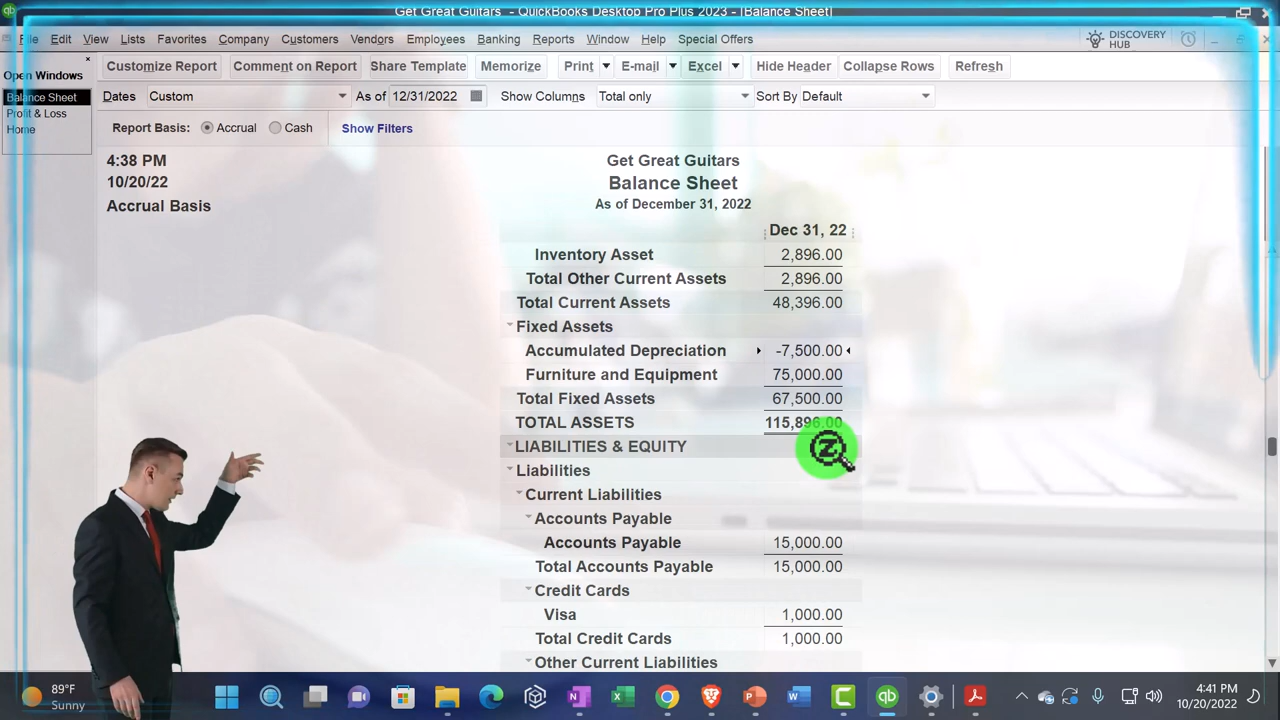 Get Great Guitars - QuickBooks Desktop Pro Plus 2023 - [Balance Sheet]
File Edit View Lists Favorites Company Customers Vendors Employees Banking Reports Window Help Special Offers DISCOVERY HUB
Open Windows
Balance Sheet
Profit & Loss
Home
Customize Report Comment on Report Share Template Memorize Print E-mail Excel Hide Header Collapse Rows Refresh
Dates Custom As of 12/31/2022 Show Columns Total only Sort By Default
Report Basis: Accrual Cash Show Filters
4:38 PM
10/20/22
Accrual Basis
Get Great Guitars
Balance Sheet
As of December 31, 2022
Dec 31, 22
Inventory Asset 2,896.00
Total Other Current Assets 2,896.00
Total Current Assets 48,396.00
Fixed Assets
Accumulated Depreciation -7,500.00
Furniture and Equipment 75,000.00
Total Fixed Assets 67,500.00
TOTAL ASSETS 115,896.00
LIABILITIES & EQUITY
Liabilities
Current Liabilities
Accounts Payable
Accounts Payable 15,000.00
Total Accounts Payable 15,000.00
Credit Cards
Visa 1,000.00
Total Credit Cards 1,000.00
Other Current Liabilities
89°F
Sunny
4:41 PM
10/20/2022